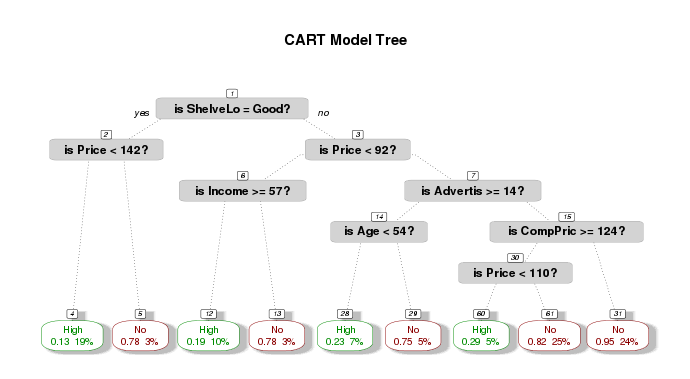 CART Model Tree
1
is ShelveLo = Good?
yes
no
2
3
is Price < 142?
is Price < 92?
6
7
is Income >= 57?
is Advertis >= 14?
14
15
is Age < 54?
is CompPric >= 124?
30
is Price < 110?
4
5
12
13
28
29
60
61
31
High
No
High
No
High
No
High
No
No
0.13 19%
0.78 3%
0.19 10%
0.78 3%
0.23 7%
0.75 5%
0.29 5%
0.82 25%
0.95 24%